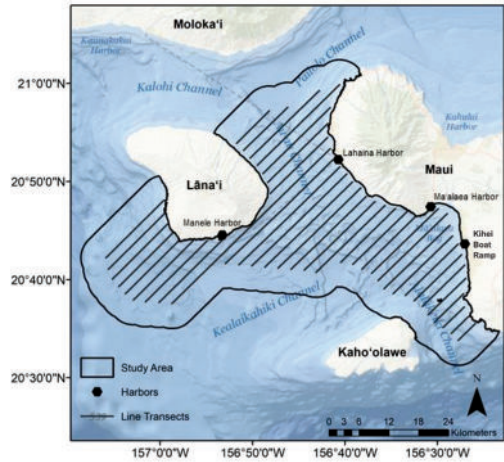 Moloka'i
Kaunakakai
Harbor
Pailolo Channel
21°0'0"N
Kalohi Channel
Kahului
Harbor
Lahaina Harbor
Maui
20°50'0"N
Lāna'i
Auau Channel
Ma'alaea Harbor
Manele Harbor
Kihei
Boat
Ramp
20°40'0"N
Kealaikahiki Channel
Channel
Kaho'olawe
20°30'0"N
Study Area
Harbors
Line Transects
N
0 3 6 12 18 24
Kilometers
157°0'0"W 156°50'0"W 156°40'0"W 156°30'0"W